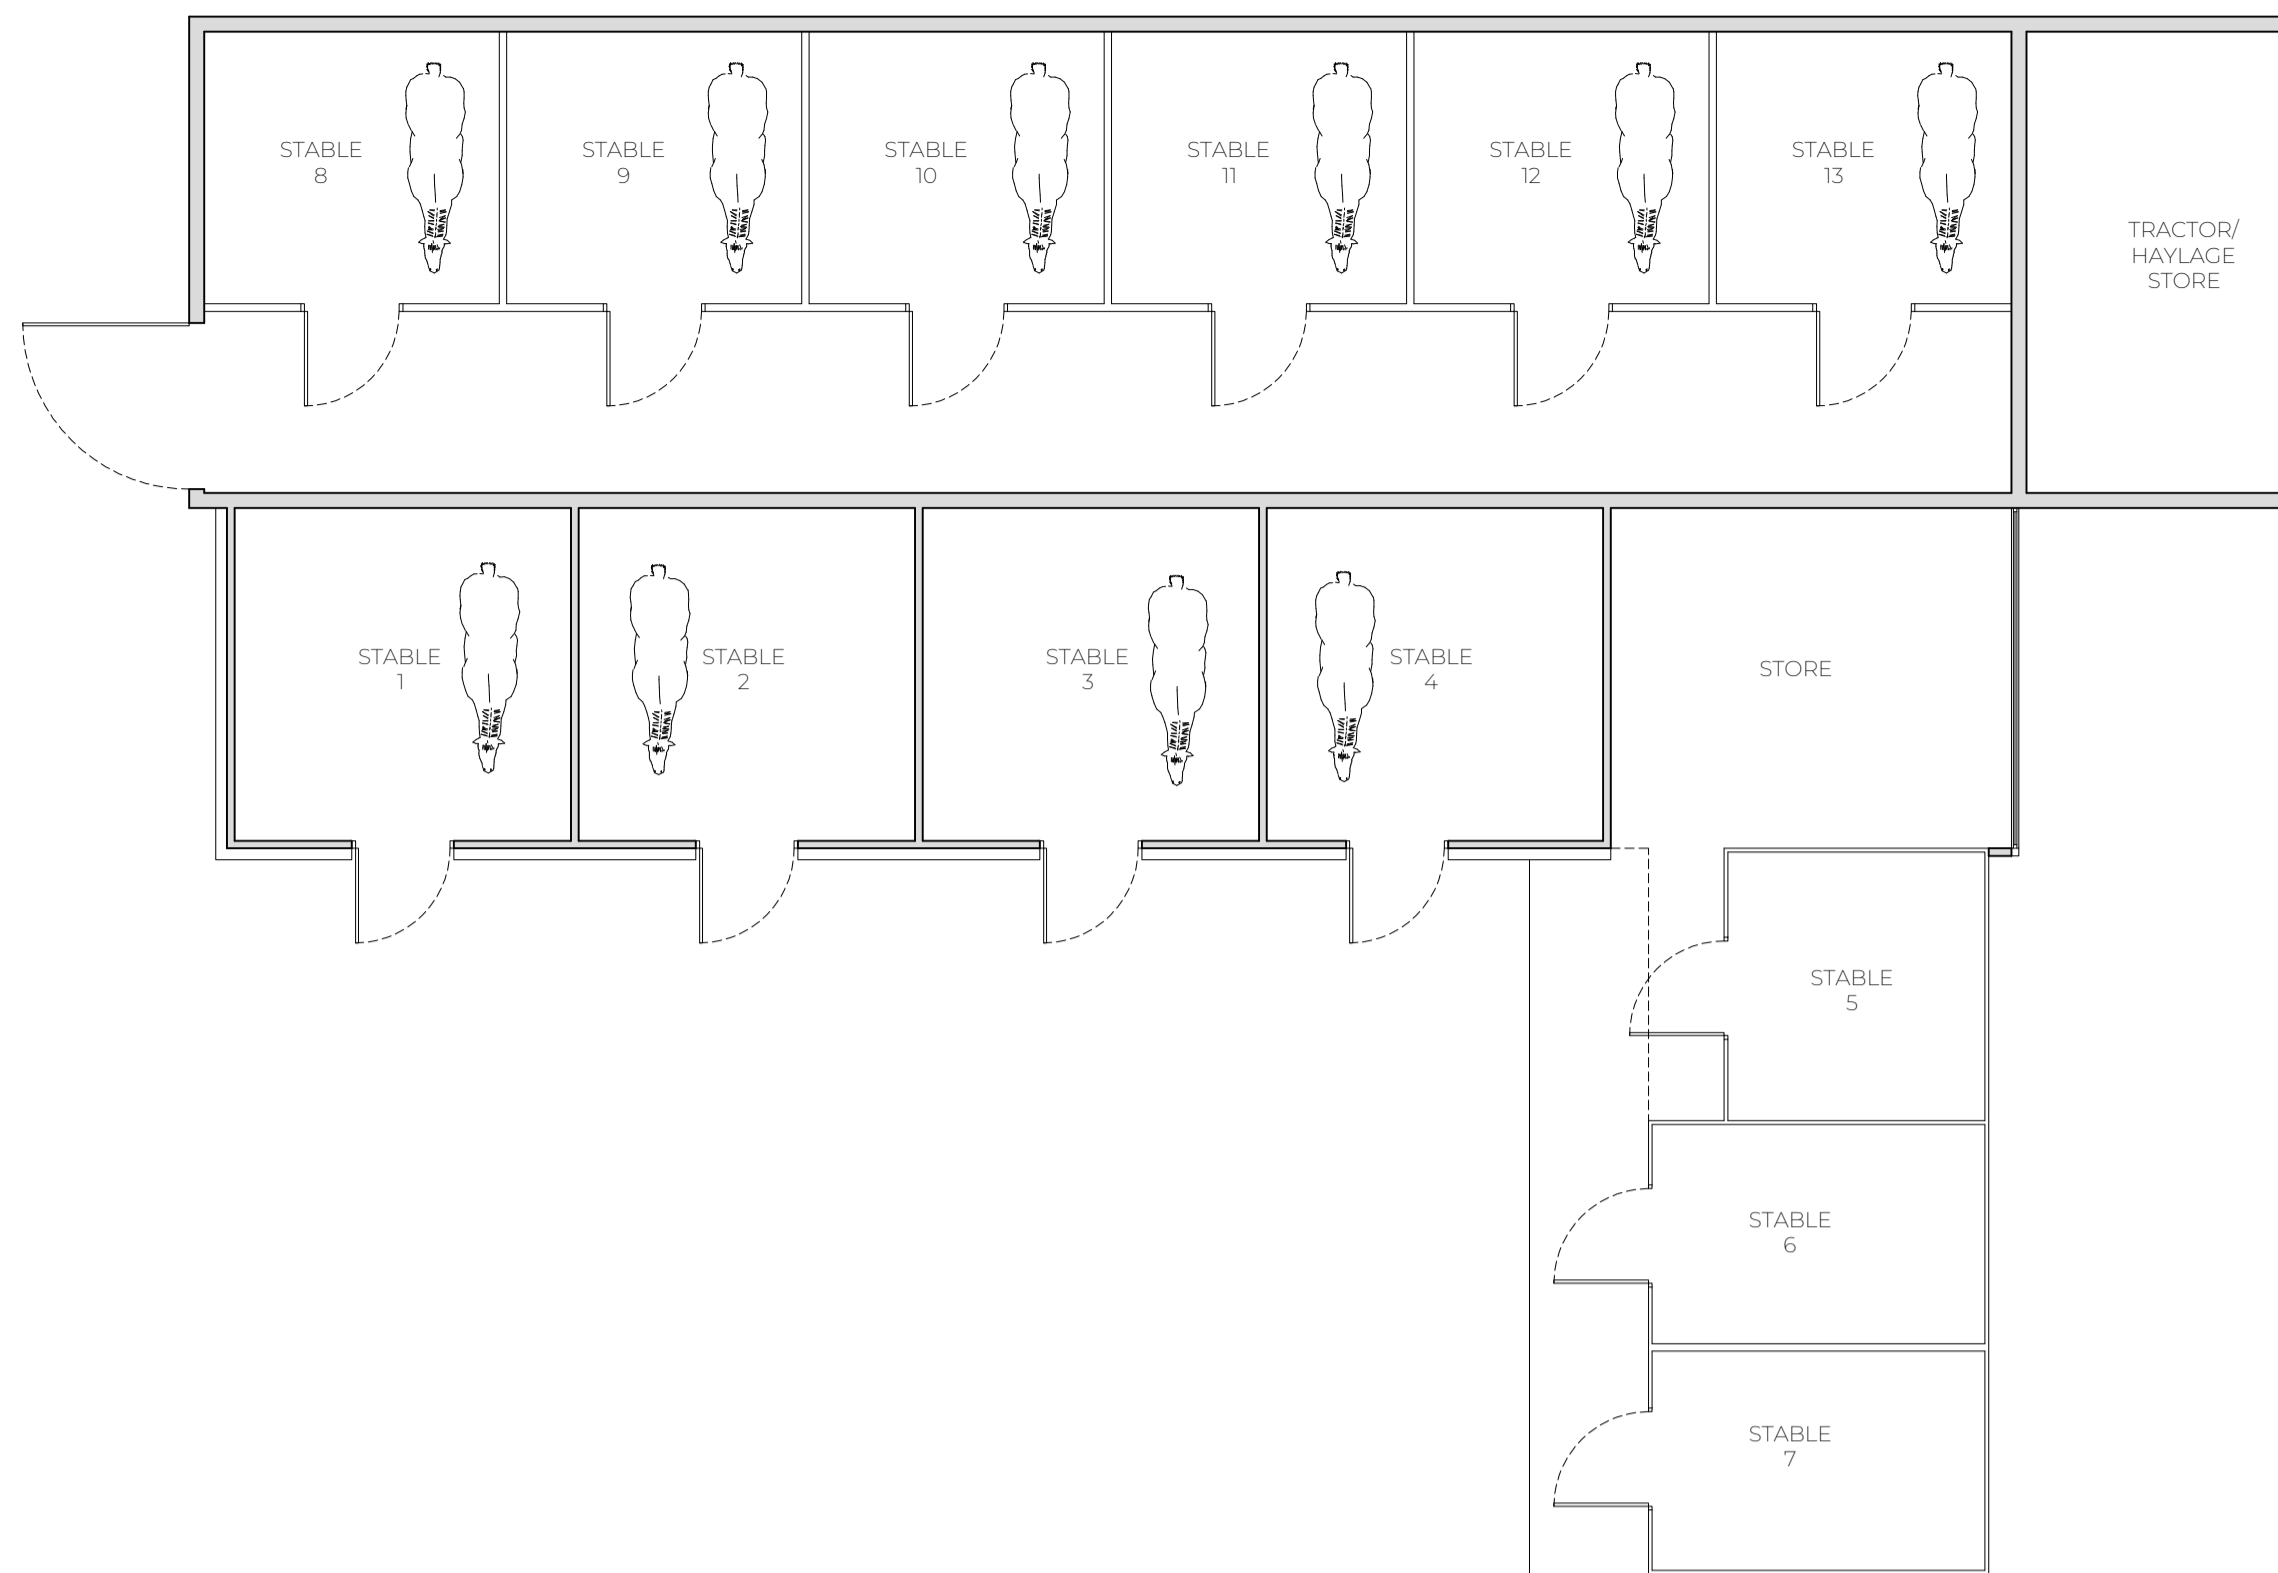 STABLE
8
STABLE
9
STABLE
10
STABLE
11
STABLE
12
STABLE
13
TRACTOR/
HAYLAGE
STORE
STABLE
1
STABLE
2
STABLE
3
STABLE
4
STORE
STABLE
5
STABLE
6
STABLE
7